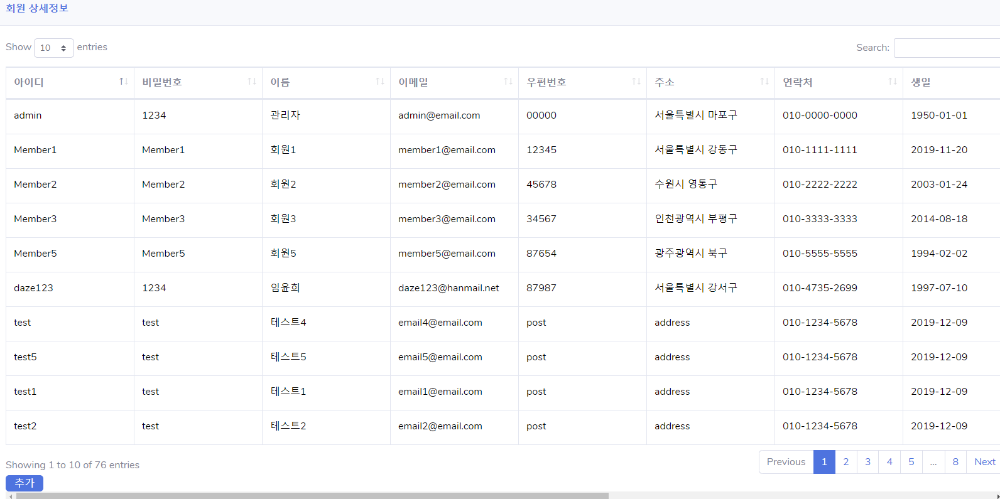 회원 상세정보
Show 10 entries Search:
아이디 비밀번호 이름 이메일 우편번호 주소 연락처 생일
admin 1234 관리자 admin@email.com 00000 서울특별시 마포구 010-0000-0000 1950-01-01
Member1 Member1 회원1 member1@email.com 12345 서울특별시 강동구 010-1111-1111 2019-11-20
Member2 Member2 회원2 member2@email.com 45678 수원시 영통구 010-2222-2222 2003-01-24
Member3 Member3 회원3 member3@email.com 34567 인천광역시 부평구 010-3333-3333 2014-08-18
Member5 Member5 회원5 member5@email.com 87654 광주광역시 북구 010-5555-5555 1994-02-02
daze123 1234 임윤희 daze123@hanmail.net 87987 서울특별시 강서구 010-4735-2699 1997-07-10
test test 테스트4 email4@email.com post address 010-1234-5678 2019-12-09
test5 test 테스트5 email5@email.com post address 010-1234-5678 2019-12-09
test1 test 테스트1 email1@email.com post address 010-1234-5678 2019-12-09
test2 test 테스트2 email2@email.com post address 010-1234-5678 2019-12-09
Showing 1 to 10 of 76 entries Previous 1 2 3 4 5 ... 8 Next
추가